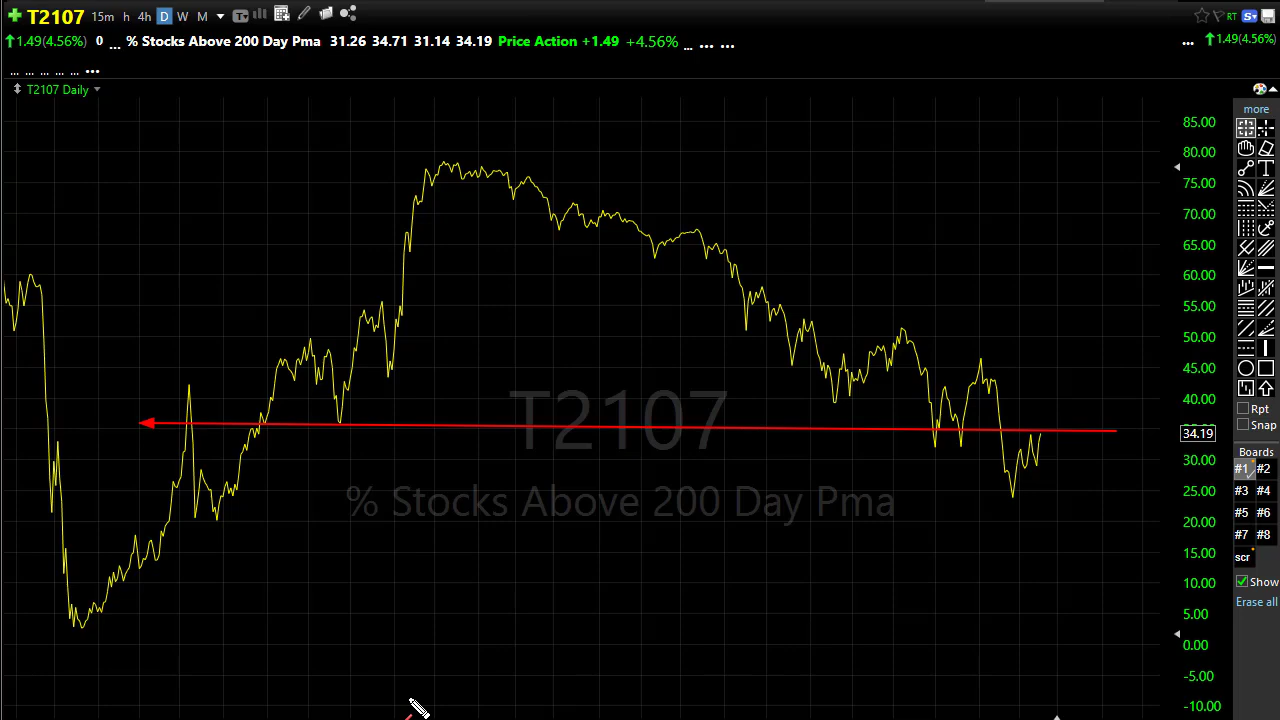 T2107 15m h 4h D W M T RT S
1.49(4.56%) 0 ... % Stocks Above 200 Day Pma 31.26 34.71 31.14 34.19 Price Action +1.49 +4.56% ... ... ... ... 1.49(4.56%)
... ... ... ... ... ...
T2107 Daily
more
85.00
80.00
75.00
70.00
65.00
60.00
55.00
50.00
45.00
40.00
34.19
30.00
25.00
20.00
15.00
10.00
5.00
0.00
-5.00
-10.00
T2107
% Stocks Above 200 Day Pma
T
Rpt
Snap
Boards
#1 #2
#3 #4
#5 #6
#7 #8
scr
Show
Erase all